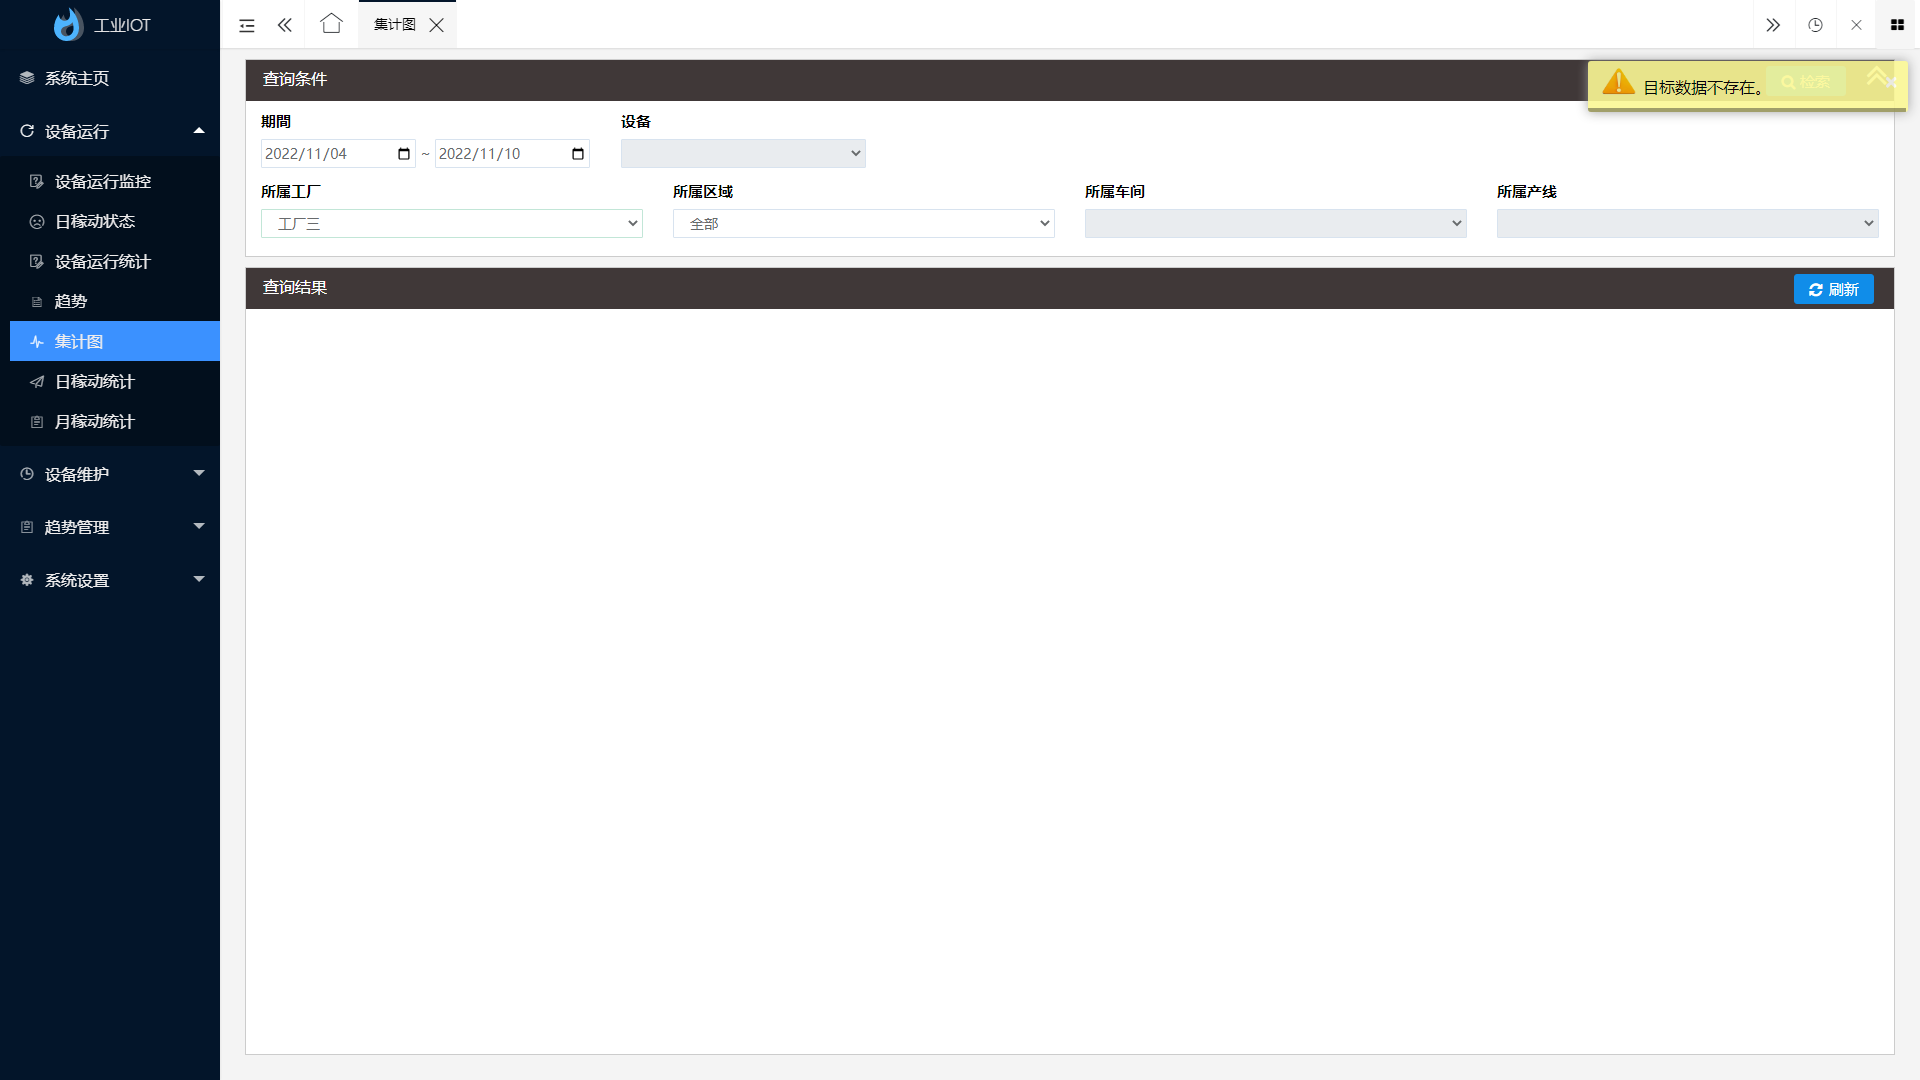 工业IOT
集计图
系统主页
设备运行
设备运行监控
日稼动状态
设备运行统计
趋势
集计图
日稼动统计
月稼动统计
设备维护
趋势管理
系统设置
查询条件
目标数据不存在。
检索
期間
设备
2022/11/04 ~ 2022/11/10
所属工厂
所属区域
所属车间
所属产线
工厂三
全部
查询结果
刷新